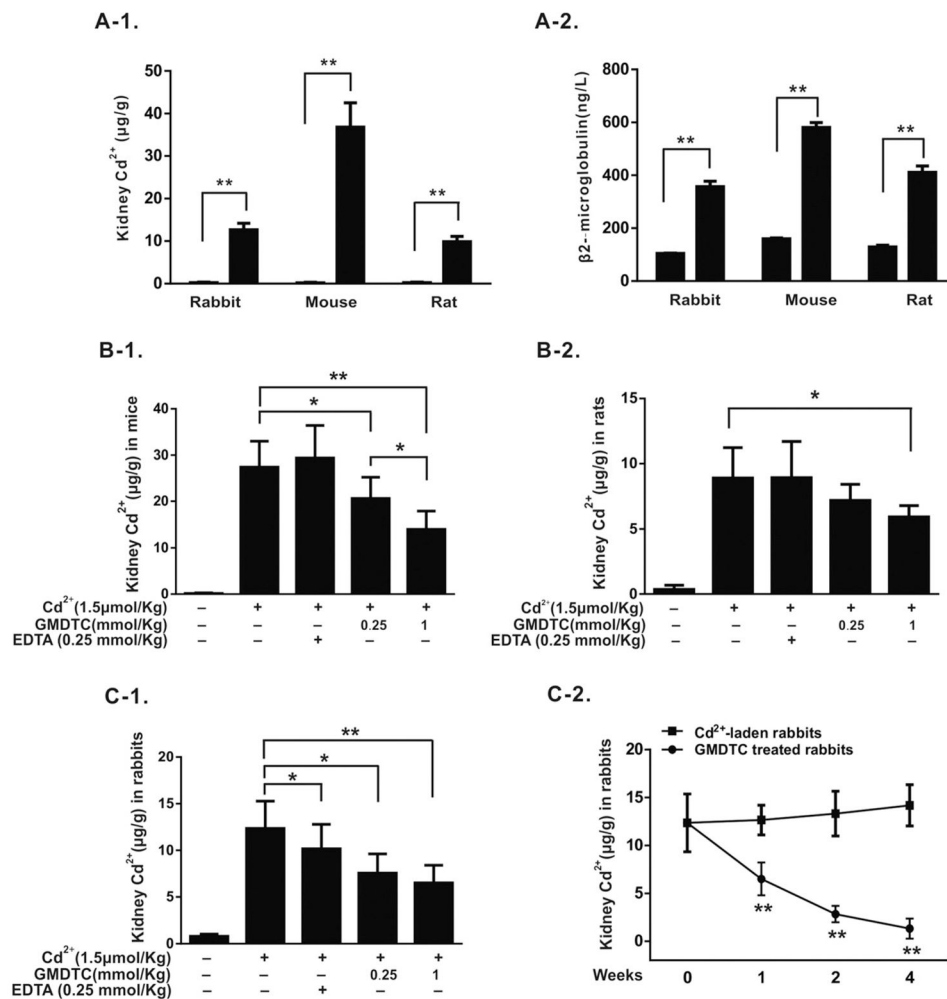 A-1.
**
**
**
50
40
30
20
10
0
Kidney Cd²⁺ (µg/g)
Rabbit Mouse Rat
A-2.
**
**
**
800
600
400
200
0
β2--microglobulin(ng/L)
Rabbit Mouse Rat
B-1.
**
*
*
40
30
20
10
0
Kidney Cd²⁺(µg/g) in mice
Cd²⁺(1.5µmol/Kg) – + + + +
GMDTC(mmol/Kg) – – – 0.25 1
EDTA (0.25 mmol/Kg) – – + – –
B-2.
*
15
10
5
0
Kidney Cd²⁺(µg/g) in rats
Cd²⁺(1.5µmol/Kg) – + + + +
GMDTC(mmol/Kg) – – – 0.25 1
EDTA (0.25 mmol/Kg) – – + – –
C-1.
**
*
*
20
15
10
5
0
Kidney Cd²⁺(µg/g) in rabbits
Cd²⁺(1.5µmol/Kg) – + + + +
GMDTC(mmol/Kg) – – – 0.25 1
EDTA (0.25 mmol/Kg) – – + – –
C-2.
Cd²⁺-laden rabbits
GMDTC treated rabbits
20
15
10
5
0
Kidney Cd²⁺(µg/g) in rabbits
**
**
**
Weeks 0 1 2 4